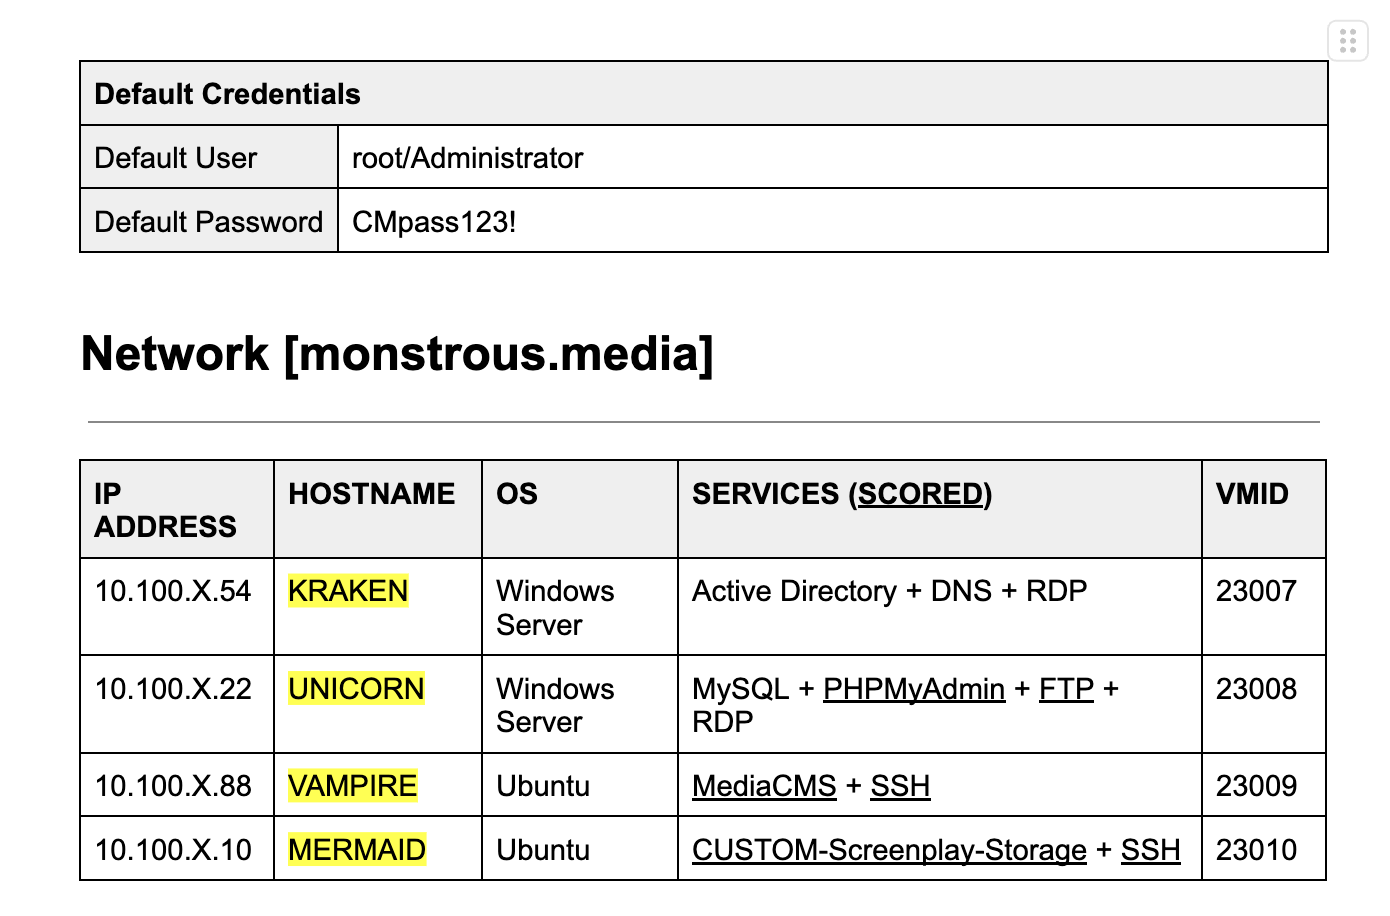 Default Credentials
Default User root/Administrator
Default Password CMpass123!
Network [monstrous.media]
IP ADDRESS HOSTNAME OS SERVICES (SCORED) VMID
10.100.X.54 KRAKEN Windows Server Active Directory + DNS + RDP 23007
10.100.X.22 UNICORN Windows Server MySQL + PHPMyAdmin + FTP + RDP 23008
10.100.X.88 VAMPIRE Ubuntu MediaCMS + SSH 23009
10.100.X.10 MERMAID Ubuntu CUSTOM-Screenplay-Storage + SSH 23010